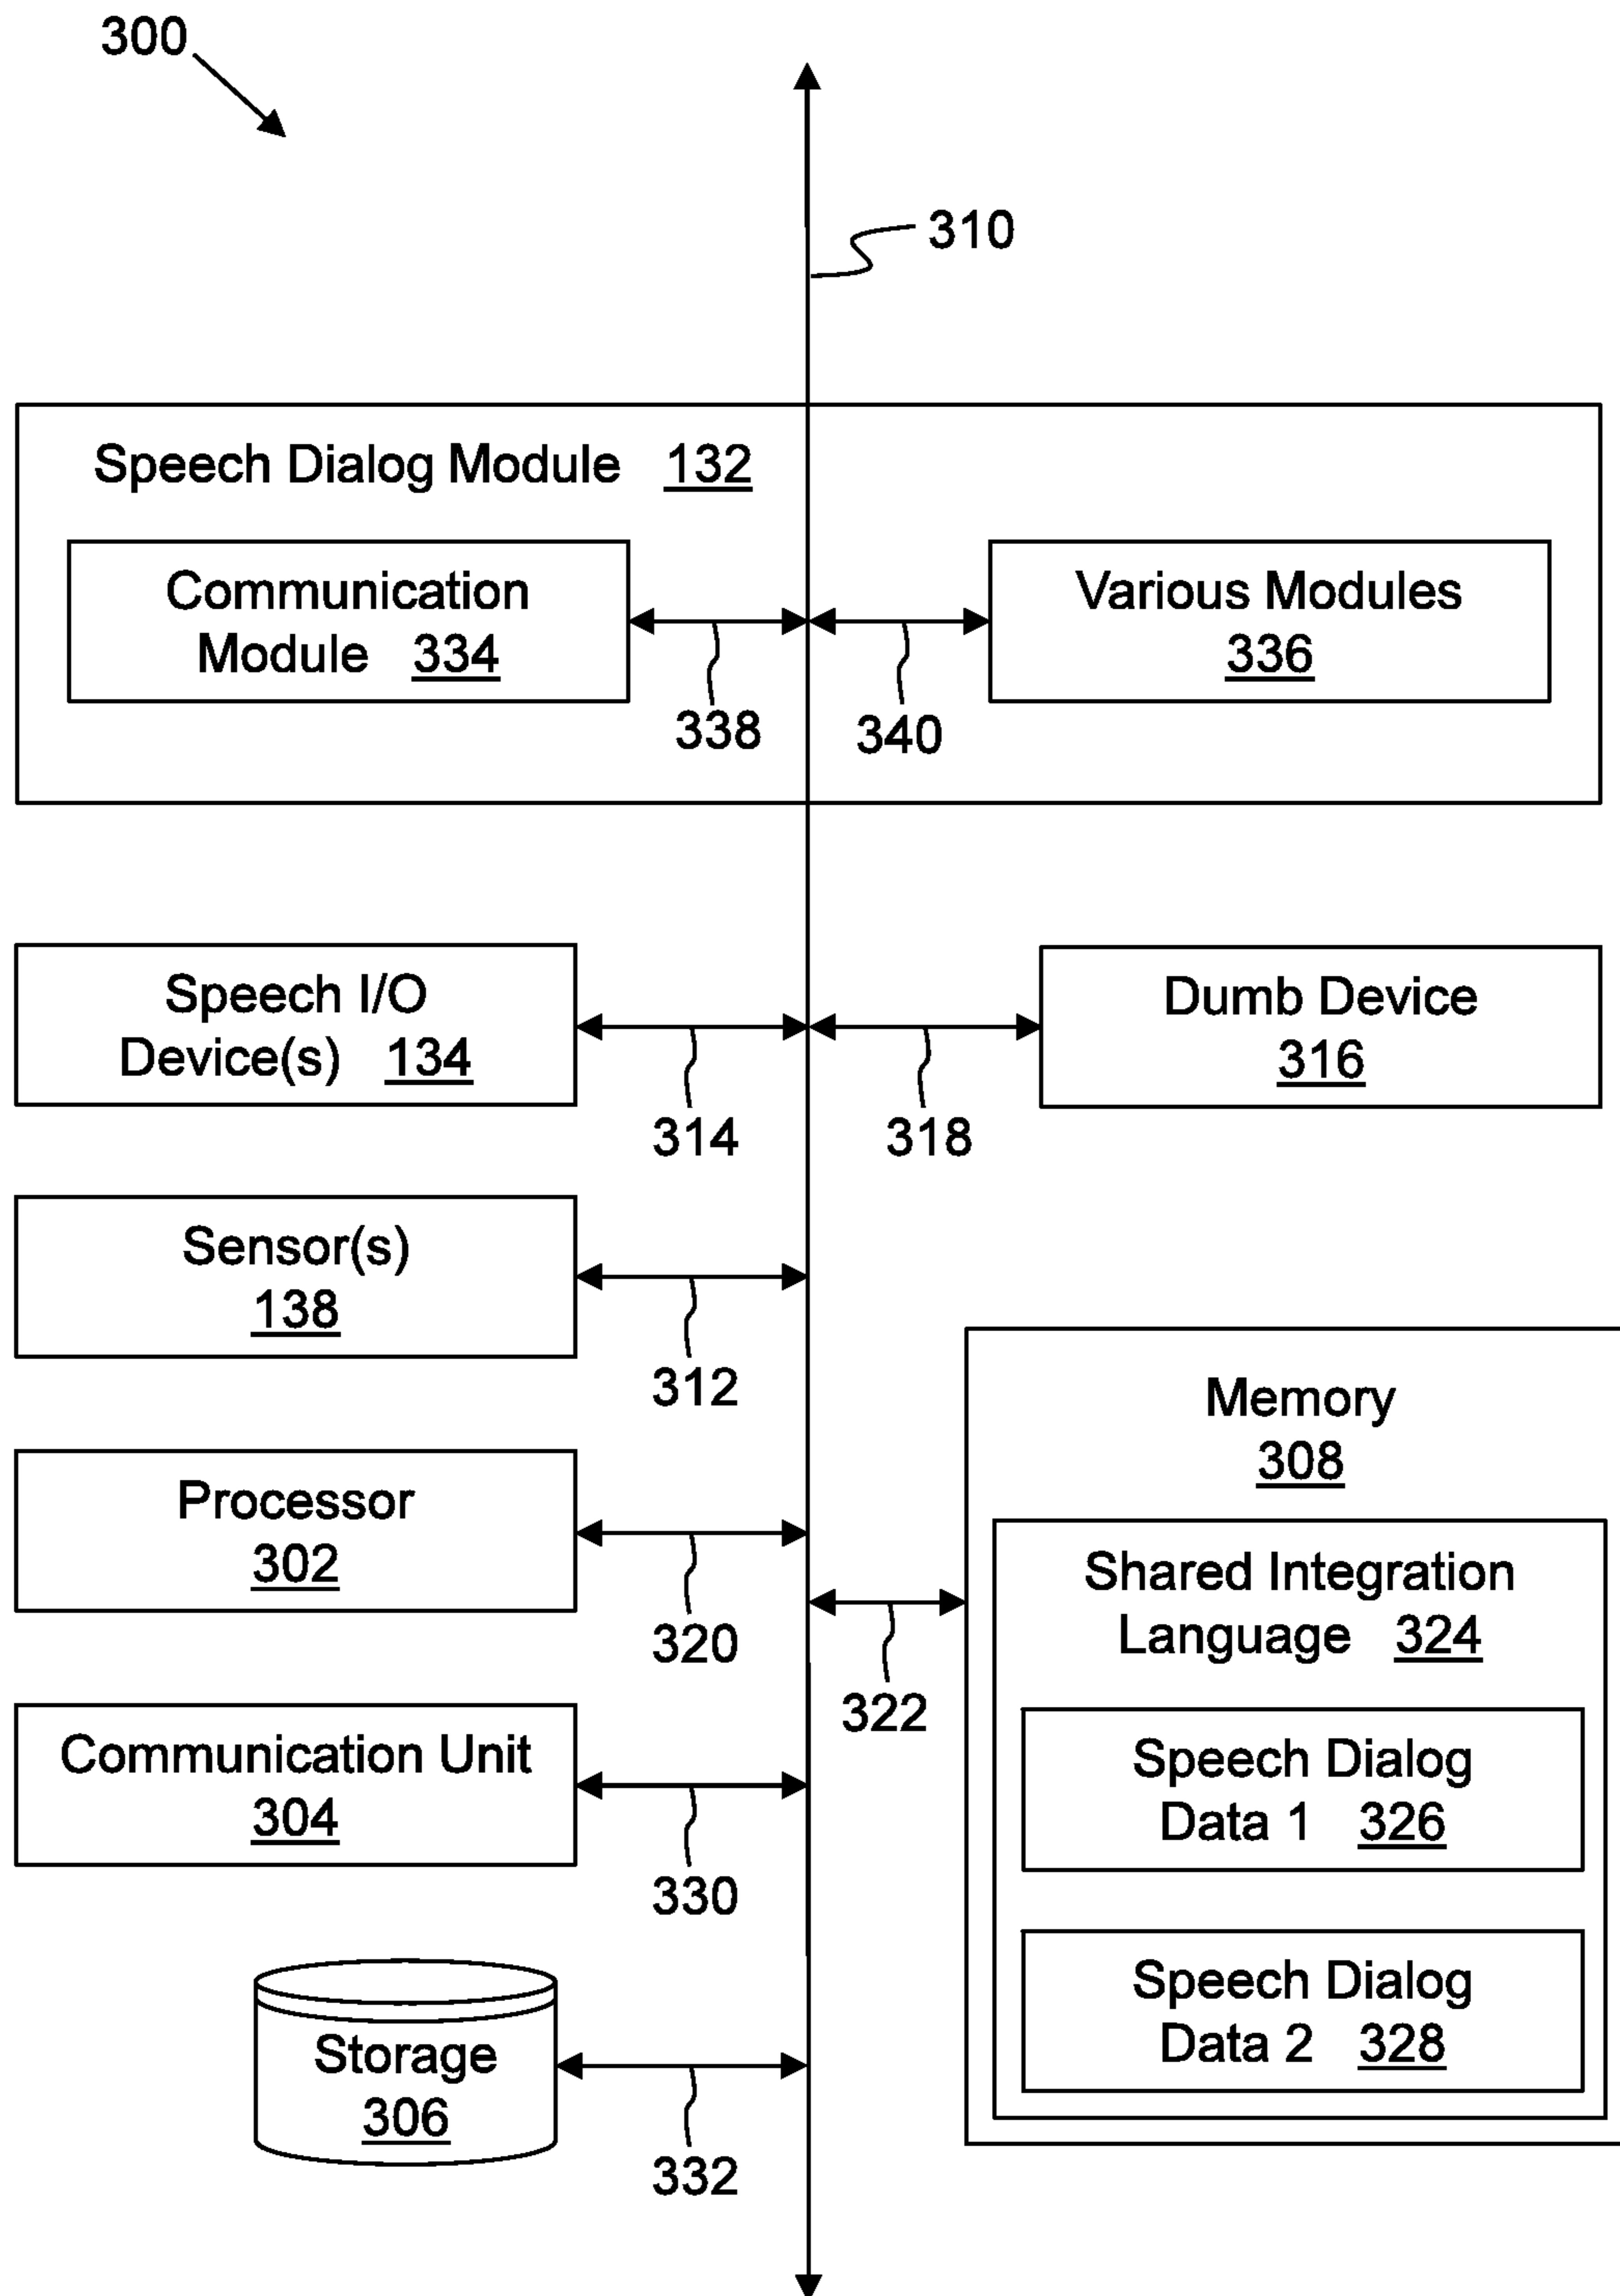 300
310
Speech Dialog Module 132
Communication
Module 334
Various Modules
336
338
340
Speech I/O
Device(s) 134
Dumb Device
316
314
318
Sensor(s)
138
312
Memory
308
Processor
302
320
Shared Integration
Language 324
322
Communication Unit
304
330
Speech Dialog
Data 1 326
Speech Dialog
Data 2 328
Storage
306
332